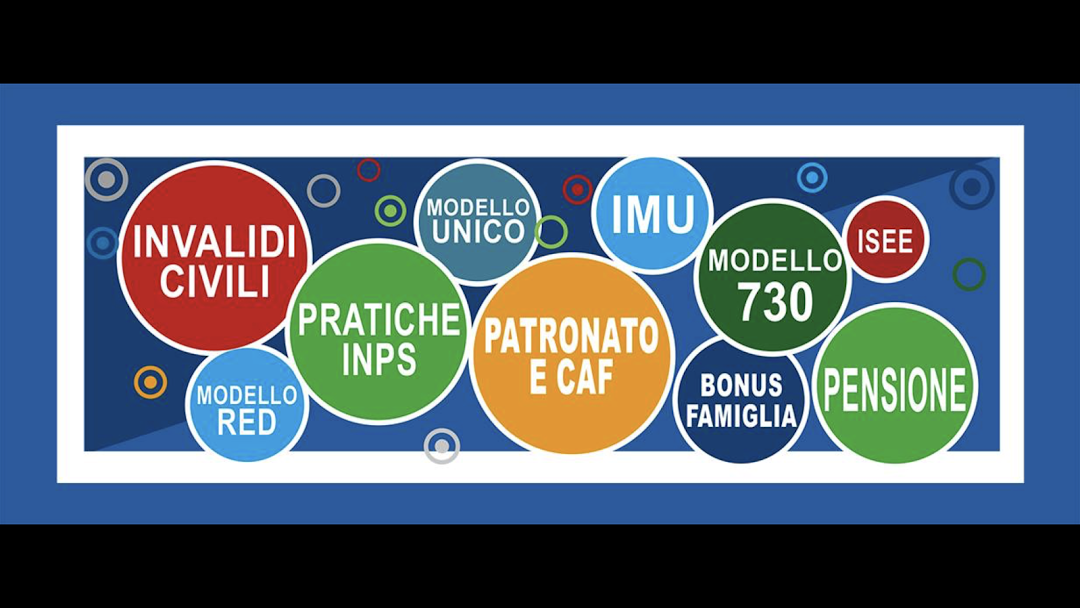 INVALIDI
CIVILI
MODELLO
RED
PRATICHE
INPS
MODELLO
UNICO
PATRONATO
E CAF
IMU
MODELLO
730
BONUS
FAMIGLIA
ISEE
PENSIONE